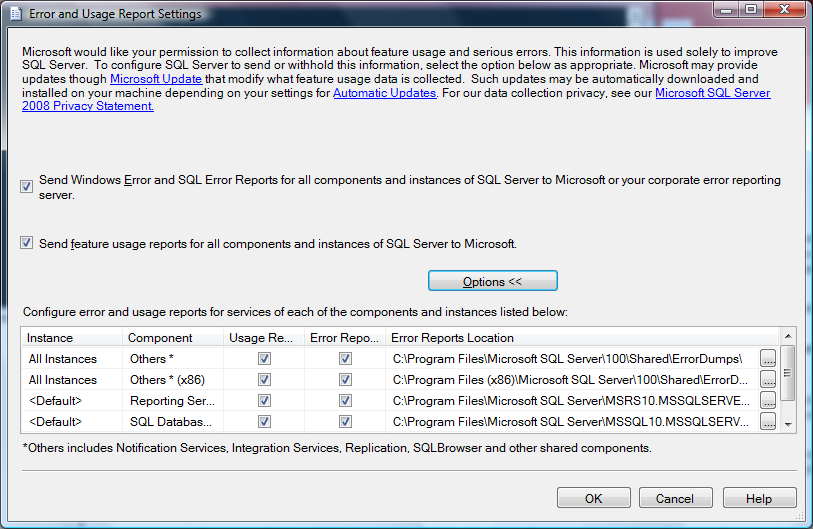 Error and Usage Report Settings
Microsoft would like your permission to collect information about feature usage and serious errors. This information is used solely to improve
SQL Server.  To configure SQL Server to send or withhold this information, select the option below as appropriate. Microsoft may provide
updates though Microsoft Update that modify what feature usage data is collected.  Such updates may be automatically downloaded and
installed on your machine depending on your settings for Automatic Updates. For our data collection privacy, see our Microsoft SQL Server
2008 Privacy Statement.
Send Windows Error and SQL Error Reports for all components and instances of SQL Server to Microsoft or your corporate error reporting
server.
Send feature usage reports for all components and instances of SQL Server to Microsoft.
Options <<
Configure error and usage reports for services of each of the components and instances listed below:
Instance Component Usage Re... Error Repo... Error Reports Location
All Instances Others * C:\Program Files\Microsoft SQL Server\100\Shared\ErrorDumps\ ...
All Instances Others * (x86) C:\Program Files (x86)\Microsoft SQL Server\100\Shared\ErrorD... ...
<Default> Reporting Ser... C:\Program Files\Microsoft SQL Server\MSRS10.MSSQLSERVE... ...
<Default> SQL Databas... C:\Program Files\Microsoft SQL Server\MSSQL10.MSSQLSERV... ...
*Others includes Notification Services, Integration Services, Replication, SQLBrowser and other shared components.
OK Cancel Help